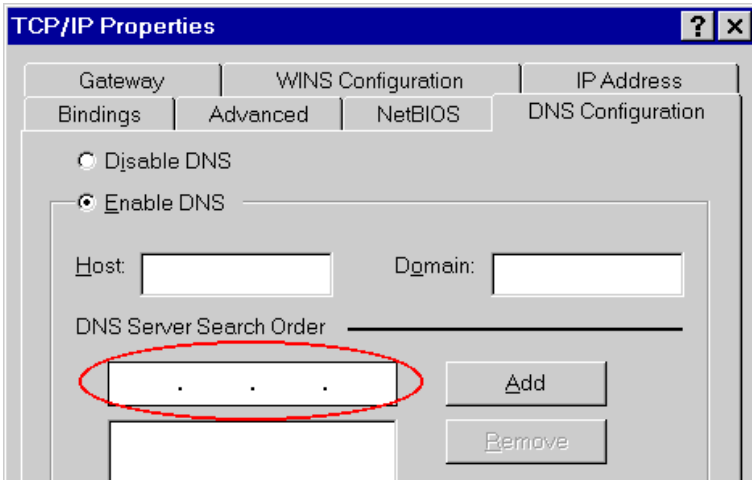 TCP/IP Properties ? ×
Gateway WINS Configuration IP Address
Bindings Advanced NetBIOS DNS Configuration
Disable DNS
Enable DNS
Host: Domain:
DNS Server Search Order
. . . Add
Remove